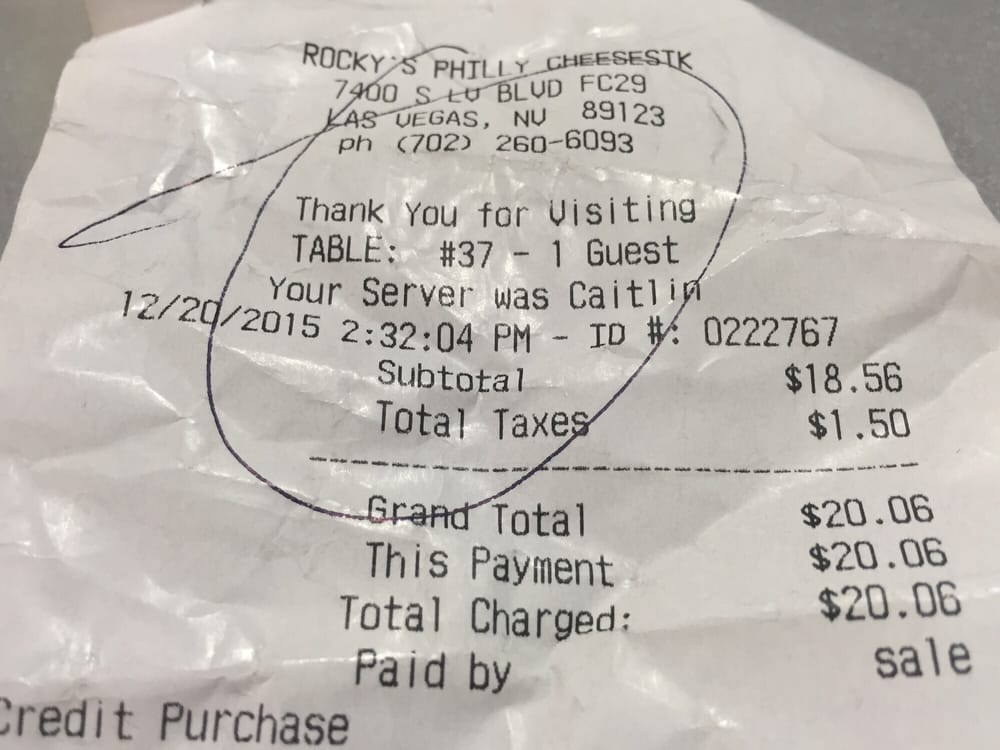 ROCKY'S PHILLY CHEESESTK
7400 S LV BLVD FC29
LAS VEGAS, NV 89123
ph (702) 260-6093
Thank You for Visiting
TABLE: #37 - 1 Guest
Your Server was Caitlin
12/20/2015 2:32:04 PM - ID #: 0222767
Subtotal $18.56
Total Taxes $1.50
Grand Total $20.06
This Payment $20.06
Total Charged: $20.06
Paid by sale
Credit Purchase